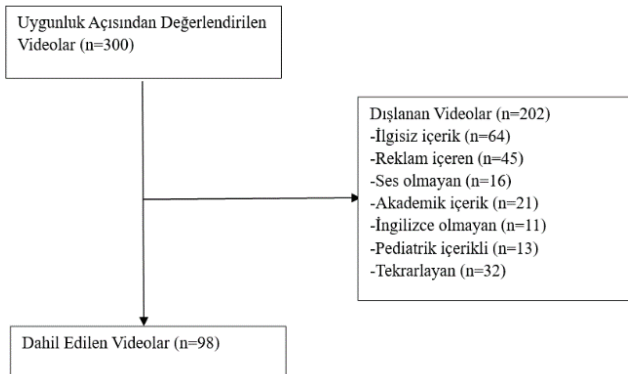 Uygunluk Açısından Değerlendirilen
Videolar (n=300)
Dışlanan Videolar (n=202)
-İlgisiz içerik (n=64)
-Reklam içeren (n=45)
-Ses olmayan (n=16)
-Akademik içerik (n=21)
-İngilizce olmayan (n=11)
-Pediatrik içerikli (n=13)
-Tekrarlayan (n=32)
Dahil Edilen Videolar (n=98)